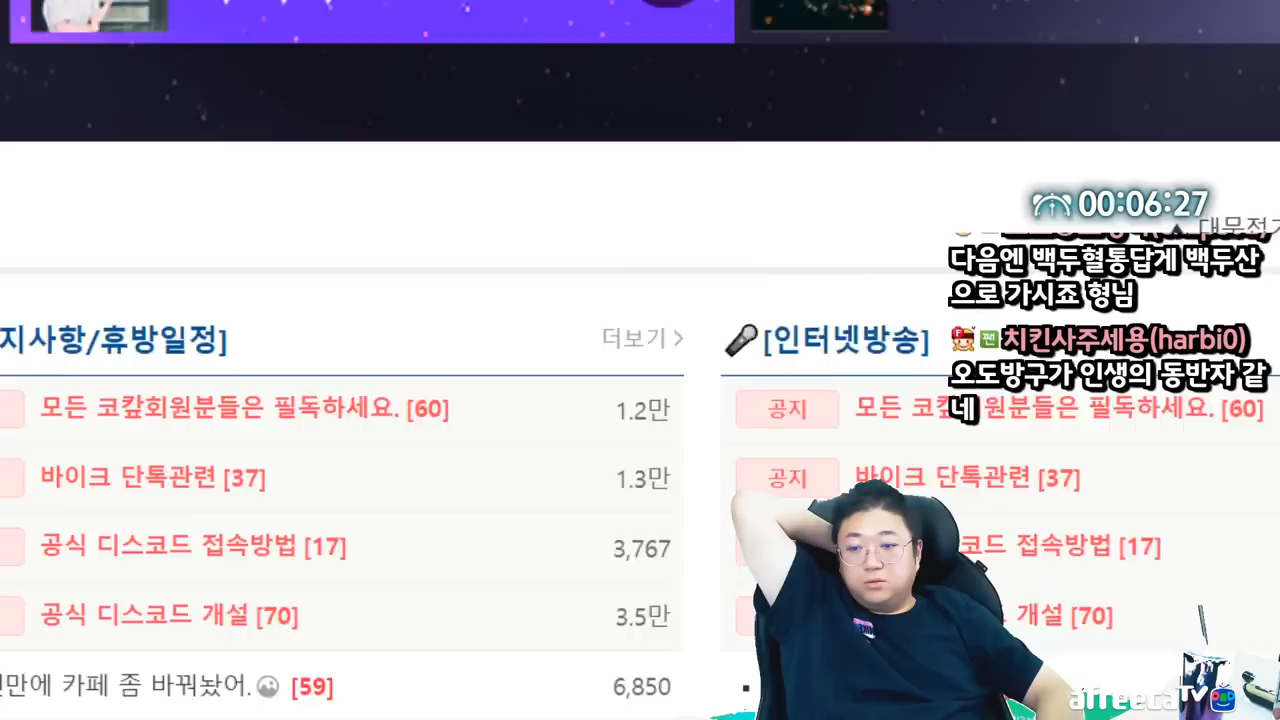 00:06:27
다음엔 백두혈통답게 백두산
으로 가시죠 형님
치킨사주세용(harbi0)
오도방구가 인생의 동반자 같
네
지사항/휴방일정]
더보기 >
모든 코캎회원분들은 필독하세요. [60]
1.2만
바이크 단톡관련 [37]
1.3만
공식 디스코드 접속방법 [17]
3,767
공식 디스코드 개설 [70]
3.5만
만에 카페 좀 바꿔놨어. [59]
6,850
[인터넷방송]
공지 모든 코캎 원분들은 필독하세요. [60]
공지 바이크 단톡관련 [37]
코드 접속방법 [17]
개설 [70]
afreecaTV